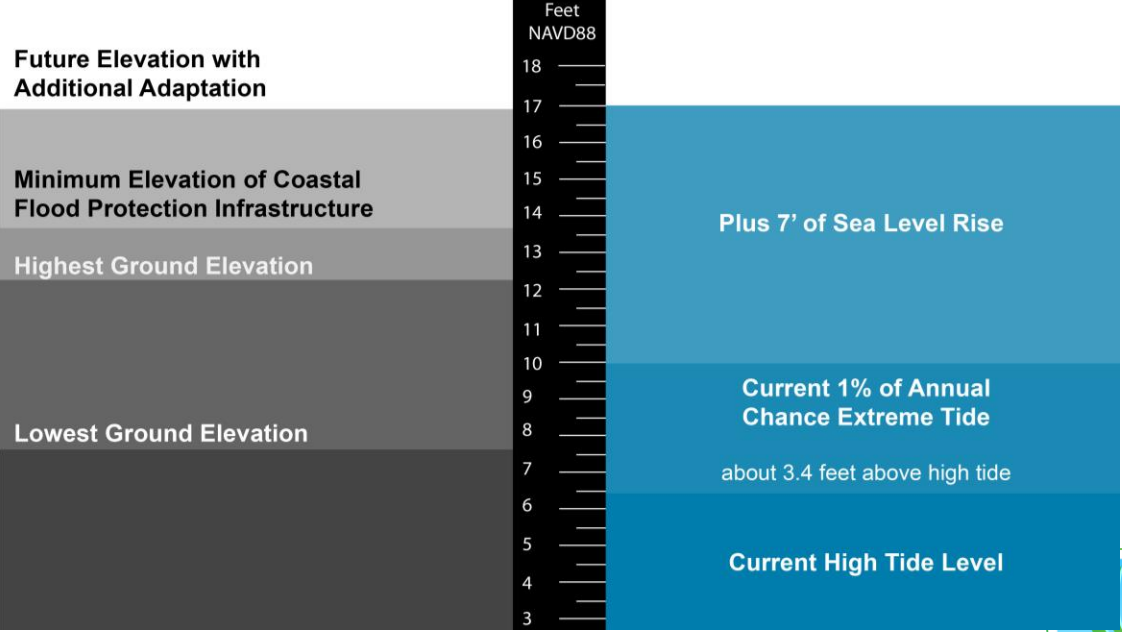 Future Elevation with
Additional Adaptation
Minimum Elevation of Coastal
Flood Protection Infrastructure
Highest Ground Elevation
Lowest Ground Elevation
Feet
NAVD88
18
17
16
15
14
13
12
11
10
9
8
7
6
5
4
3
Plus 7’ of Sea Level Rise
Current 1% of Annual
Chance Extreme Tide
about 3.4 feet above high tide
Current High Tide Level